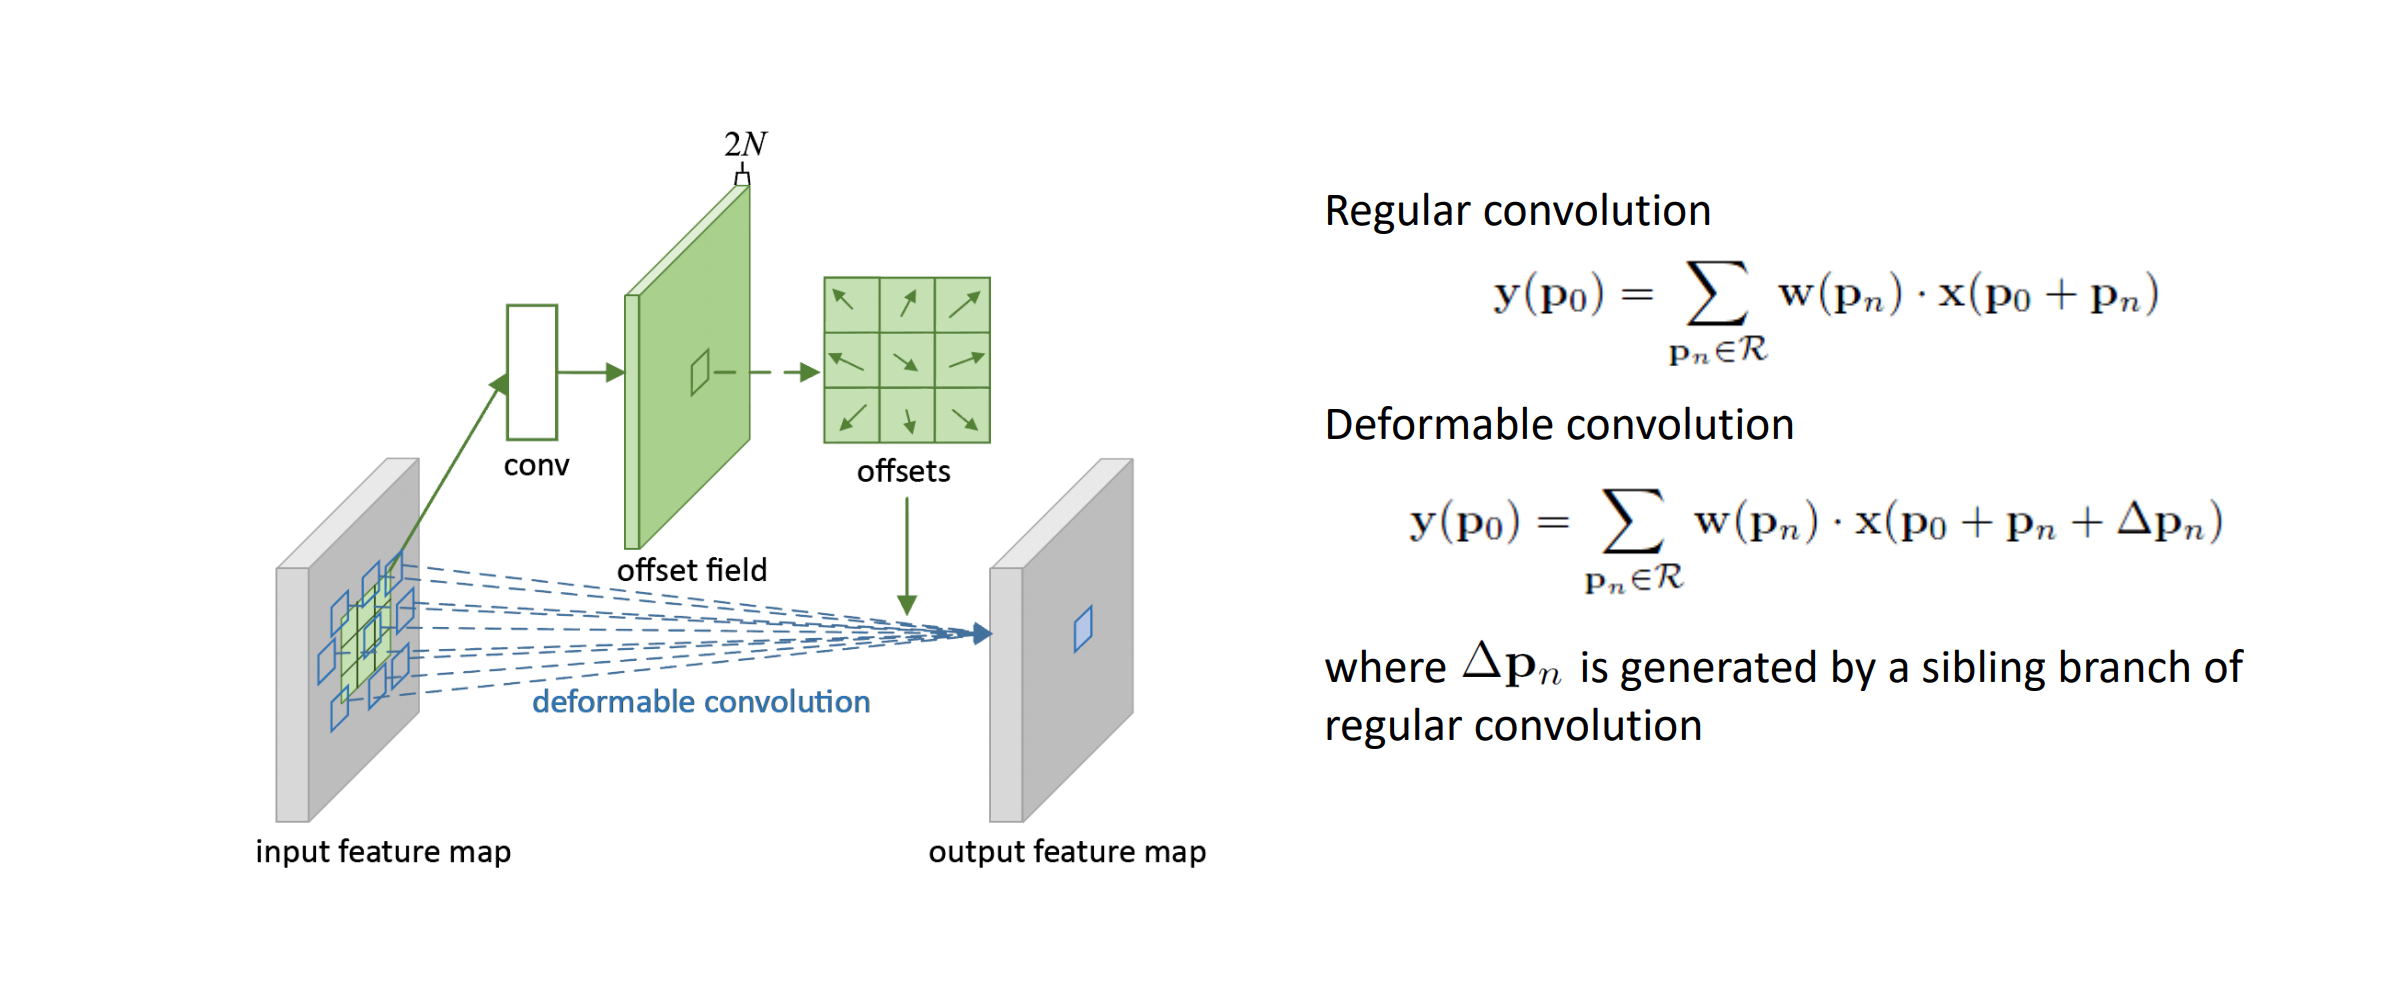 2N
conv
offset field
offsets
deformable convolution
input feature map
output feature map
Regular convolution
y(p₀) = ∑ w(pₙ) · x(p₀ + pₙ)
pₙ∈ℛ
Deformable convolution
y(p₀) = ∑ w(pₙ) · x(p₀ + pₙ + Δpₙ)
pₙ∈ℛ
where Δpₙ is generated by a sibling branch of
regular convolution